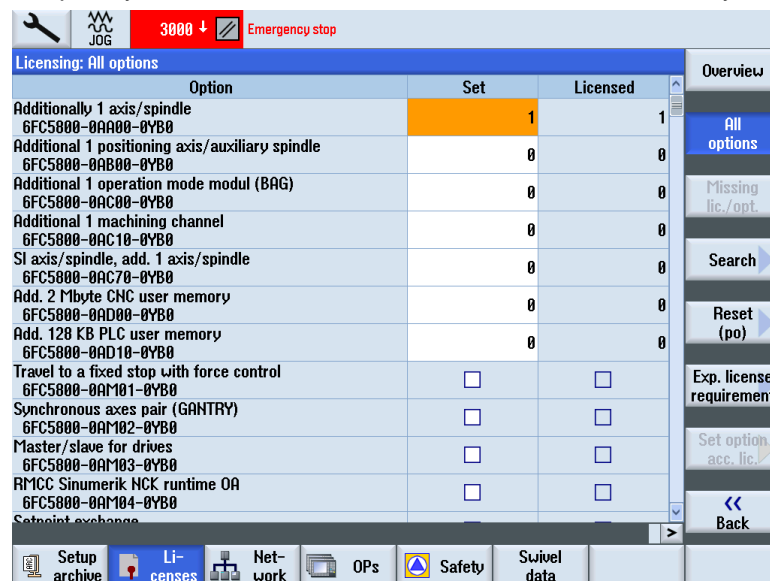 JOG
3000
Emergency stop
Licensing: All options
Option Set Licensed
Additionally 1 axis/spindle
6FC5800-0AA00-0YB0
1 1
Additional 1 positioning axis/auxiliary spindle
6FC5800-0AB00-0YB0
0 0
Additional 1 operation mode modul (BAG)
6FC5800-0AC00-0YB0
0 0
Additional 1 machining channel
6FC5800-0AC10-0YB0
0 0
SI axis/spindle, add. 1 axis/spindle
6FC5800-0AC70-0YB0
0 0
Add. 2 Mbyte CNC user memory
6FC5800-0AD00-0YB0
0 0
Add. 128 KB PLC user memory
6FC5800-0AD10-0YB0
0 0
Travel to a fixed stop with force control
6FC5800-0AM01-0YB0
Synchronous axes pair (GANTRY)
6FC5800-0AM02-0YB0
Master/slave for drives
6FC5800-0AM03-0YB0
RMCC Sinumerik NCK runtime OA
6FC5800-0AM04-0YB0
Setpoint exchange
Overview
All
options
Missing
lic./opt.
Search
Reset
(po)
Exp. license
requirement
Set option
acc. lic.
<<
Back
>
Setup
archive
Li-
censes
Net-
work
OPs
Safety
Swivel
data